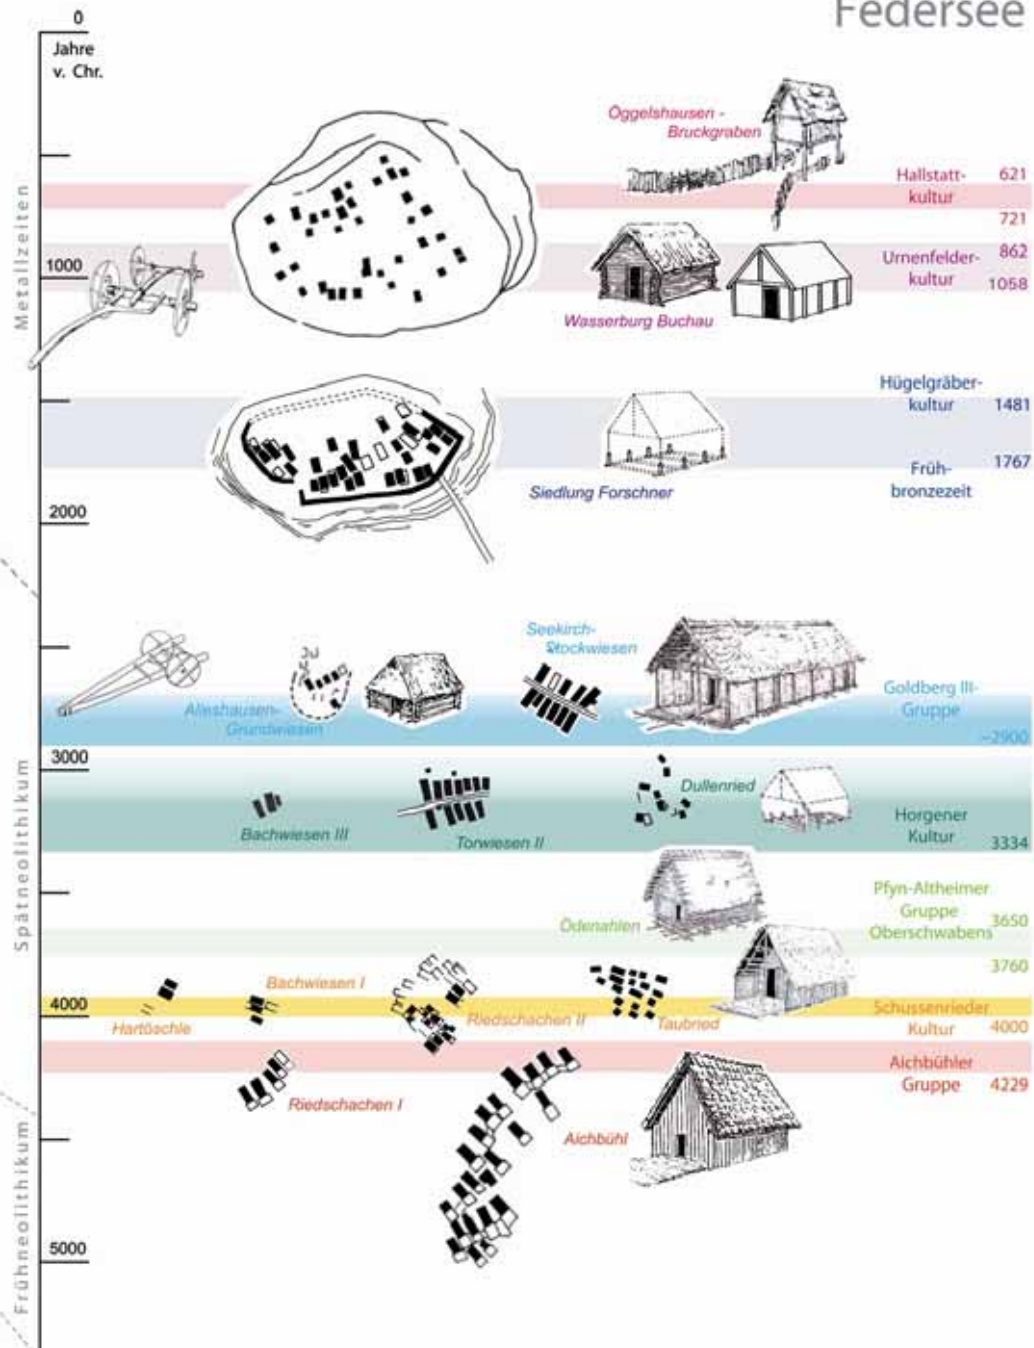 Federsee
0
Jahre
v. Chr.
Metallzeiten
Oggelshausen -
Bruckgraben
Hallstatt-
kultur
621
721
1000
Urnenfelder-
kultur
862
1058
Wasserburg Buchau
Hügelgräber-
kultur
1481
1767
Früh-
bronzezeit
Siedlung Forschner
2000
Spätneolithikum
Seekirch-
Stockwiesen
Alleshausen-
Grundwiesen
Goldberg III-
Gruppe
~2900
3000
Bachwiesen III
Torwiesen II
Dullenried
Horgener
Kultur
3334
Ödenahlen
Pfyn-Altheimer
Gruppe
Oberschwabens
3650
3760
4000
Hartöschle
Bachwiesen I
Riedschachen II
Taubried
Schussenrieder
Kultur
4000
Aichbühler
Gruppe
4229
Riedschachen I
Aichbühl
Frühneolithikum
5000